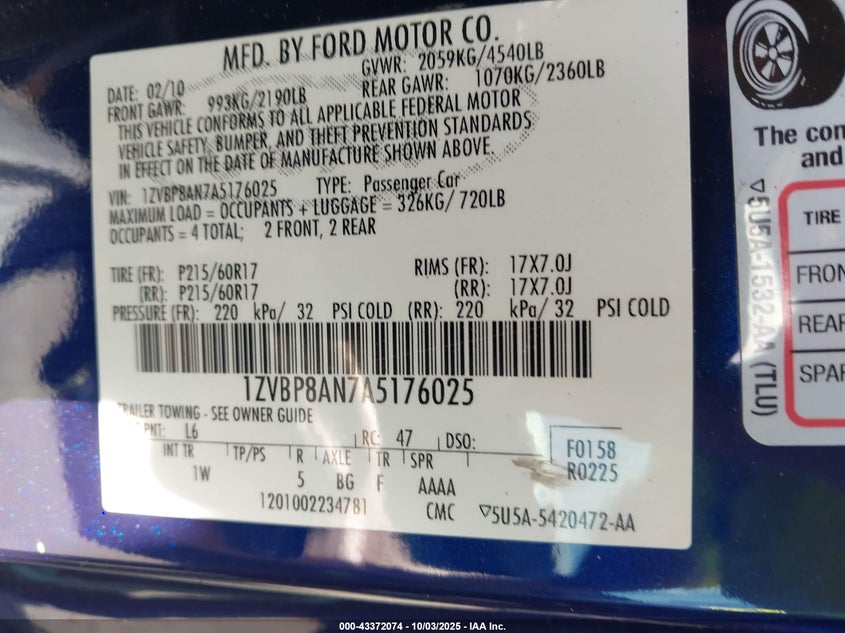 MFD. BY FORD MOTOR CO.
DATE: 02/10 GVWR: 2059KG/4540LB
FRONT GAWR: 993KG/2190LB REAR GAWR: 1070KG/2360LB
THIS VEHICLE CONFORMS TO ALL APPLICABLE FEDERAL MOTOR
VEHICLE SAFETY, BUMPER, AND THEFT PREVENTION STANDARDS
IN EFFECT ON THE DATE OF MANUFACTURE SHOWN ABOVE.
VIN: 1ZVBP8AN7A5176025 TYPE: Passenger Car
MAXIMUM LOAD = OCCUPANTS + LUGGAGE = 326KG/ 720LB
OCCUPANTS = 4 TOTAL; 2 FRONT, 2 REAR
TIRE (FR): P215/60R17 RIMS (FR): 17X7.0J
(RR): P215/60R17 (RR): 17X7.0J
PRESSURE (FR): 220 kPa/ 32 PSI COLD (RR): 220 kPa/ 32 PSI COLD
1ZVBP8AN7A5176025
TRAILER TOWING - SEE OWNER GUIDE
PNT: L6 RC: 47 DSO:
INT TR TP/PS R AXLE TR SPR
1W 5 BG F AAAA
F0158
R0225
1201002234781 CMC ▽5U5A-5420472-AA
The con
and
▽5U5A-1532-AA (TLU)
TIRE
FRON
REAR
SPAR
000-43372074 - 10/03/2025 - IAA Inc.